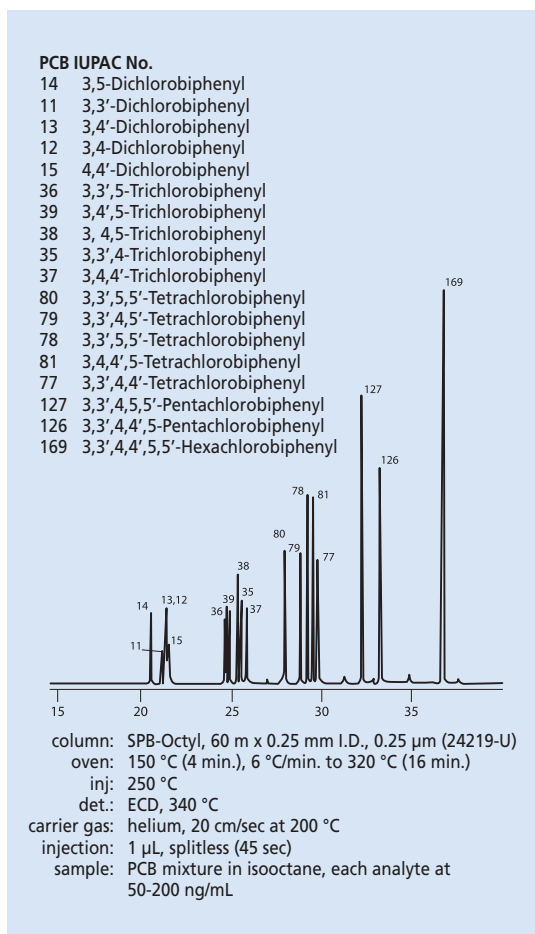 PCB IUPAC No.
14 3,5-Dichlorobiphenyl
11 3,3’-Dichlorobiphenyl
13 3,4’-Dichlorobiphenyl
12 3,4-Dichlorobiphenyl
15 4,4’-Dichlorobiphenyl
36 3,3’,5-Trichlorobiphenyl
39 3,4’,5-Trichlorobiphenyl
38 3, 4,5-Trichlorobiphenyl
35 3,3’,4-Trichlorobiphenyl
37 3,4,4’-Trichlorobiphenyl
80 3,3’,5,5’-Tetrachlorobiphenyl
79 3,3’,4,5’-Tetrachlorobiphenyl
78 3,3’,5,5’-Tetrachlorobiphenyl
81 3,4,4’,5-Tetrachlorobiphenyl
77 3,3’,4,4’-Tetrachlorobiphenyl
127 3,3’,4,5,5’-Pentachlorobiphenyl
126 3,3’,4,4’,5-Pentachlorobiphenyl
169 3,3’,4,4’,5,5’-Hexachlorobiphenyl
14
11
13,12
15
36
39
38
35
37
80
79
78
81
77
127
126
169
15 20 25 30 35
column: SPB-Octyl, 60 m x 0.25 mm I.D., 0.25 µm (24219-U)
oven: 150 °C (4 min.), 6 °C/min. to 320 °C (16 min.)
inj: 250 °C
det.: ECD, 340 °C
carrier gas: helium, 20 cm/sec at 200 °C
injection: 1 µL, splitless (45 sec)
sample: PCB mixture in isooctane, each analyte at
50-200 ng/mL